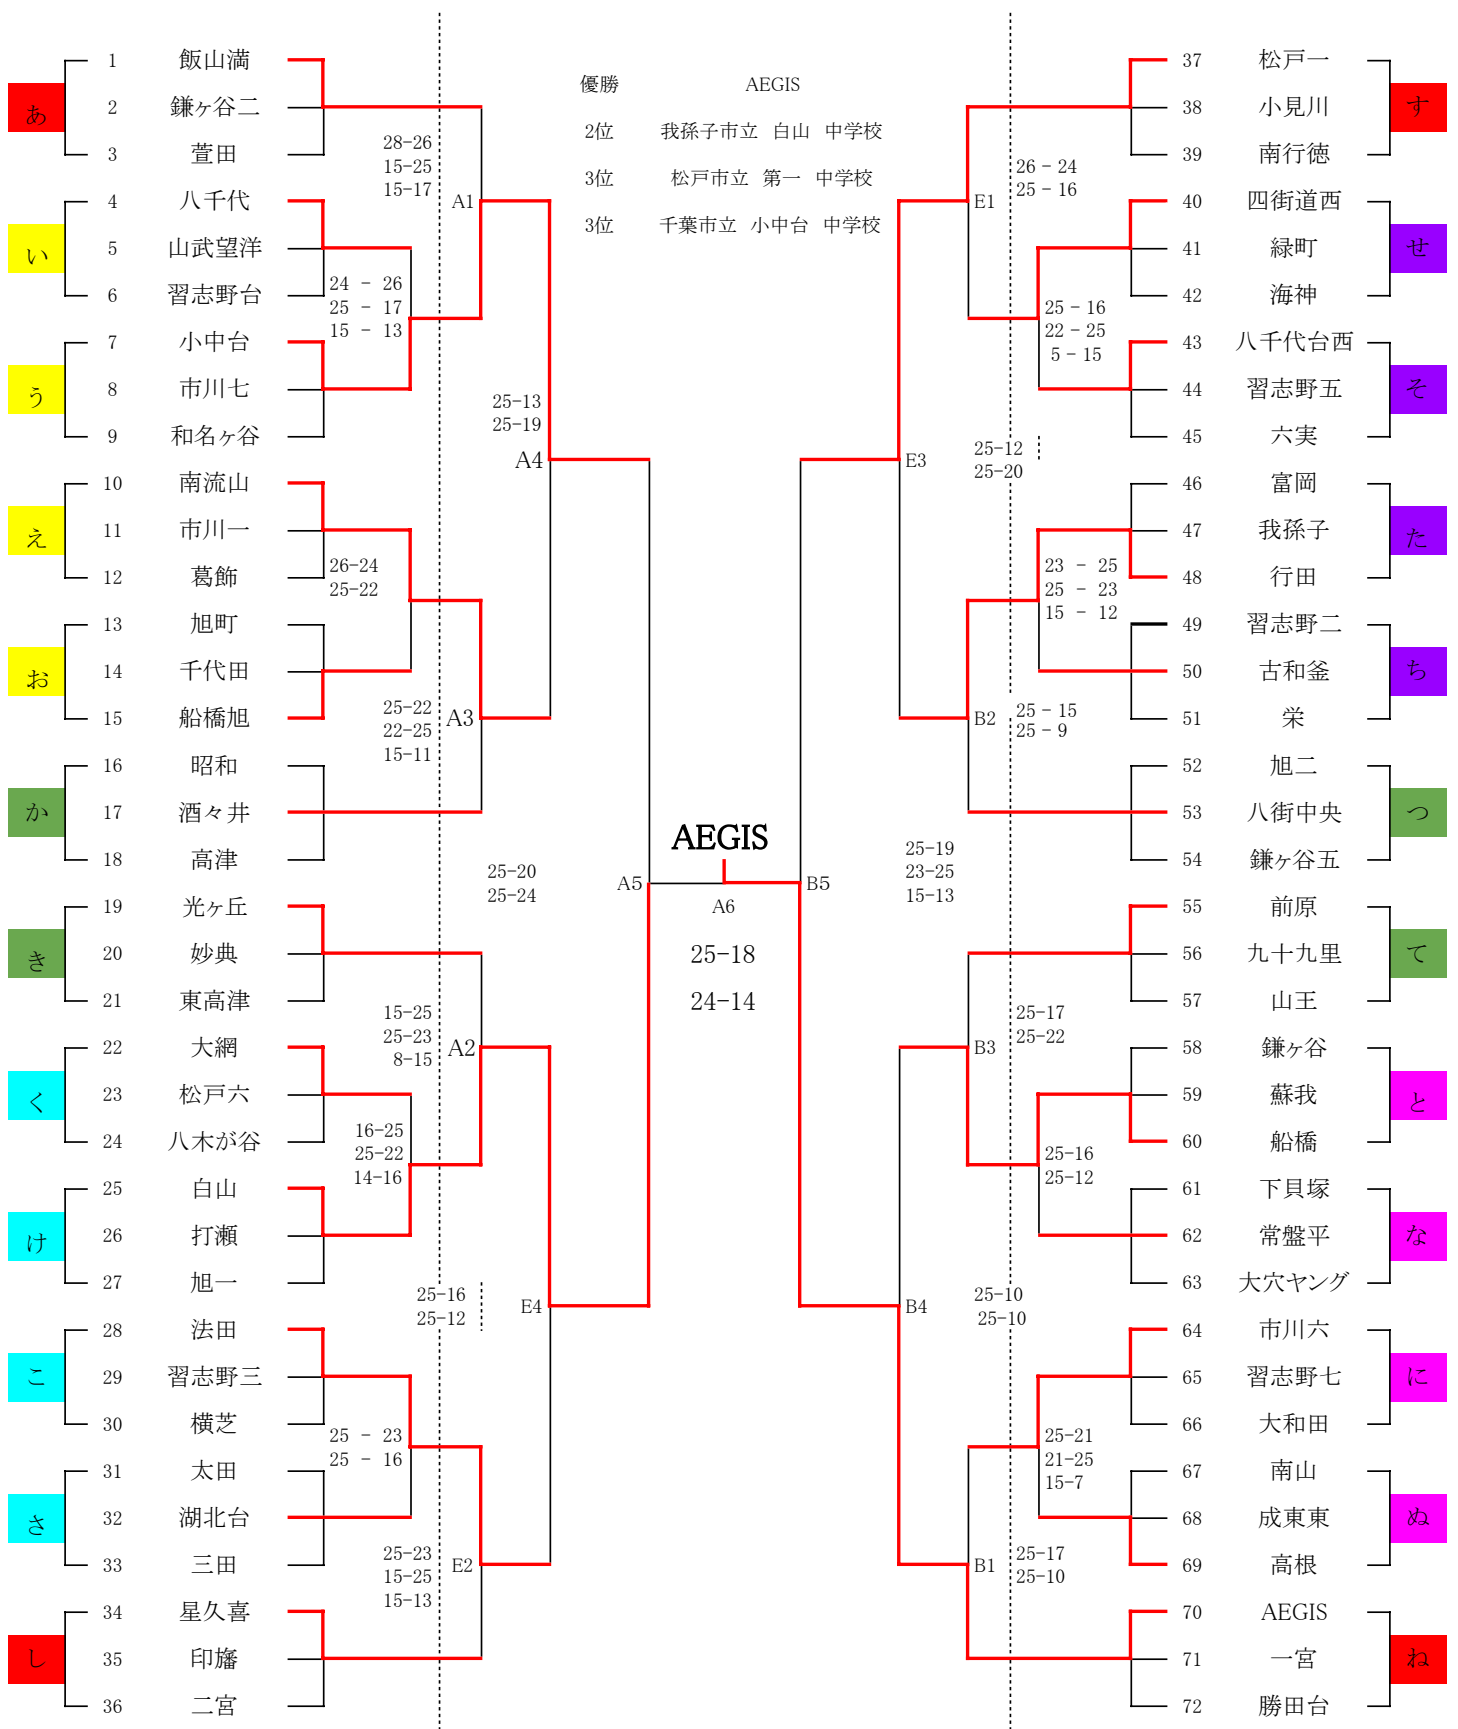 優勝 AEGIS
2位 我孫子市立 白山 中学校
3位 松戸市立 第一 中学校
3位 千葉市立 小中台 中学校
あ
1 飯山満
2 鎌ヶ谷二
3 萱田
い
4 八千代
5 山武望洋
6 習志野台
う
7 小中台
8 市川七
9 和名ヶ谷
え
10 南流山
11 市川一
12 葛飾
お
13 旭町
14 千代田
15 船橋旭
か
16 昭和
17 酒々井
18 高津
き
19 光ヶ丘
20 妙典
21 東高津
く
22 大網
23 松戸六
24 八木が谷
け
25 白山
26 打瀬
27 旭一
こ
28 法田
29 習志野三
30 横芝
さ
31 太田
32 湖北台
33 三田
し
34 星久喜
35 印旛
36 二宮
28-26
15-25
15-17
A1
24 - 26
25 - 17
15 - 13
25-13
25-19
A4
26-24
25-22
25-22
22-25
15-11
A3
25-20
25-24
A5
15-25
25-23
8-15
A2
16-25
25-22
14-16
25-16
25-12
E4
25 - 23
25 - 16
25-23
15-25
15-13
E2
AEGIS
A6
25-18
24-14
26 - 24
25 - 16
E1
25 - 16
22 - 25
5 - 15
E3
25-12
25-20
23 - 25
25 - 23
15 - 12
B2
25 - 15
25 - 9
B5
25-19
23-25
15-13
B3
25-17
25-22
25-16
25-12
B4
25-10
25-10
25-21
21-25
15-7
B1
25-17
25-10
37 松戸一
38 小見川
39 南行徳
す
40 四街道西
41 緑町
42 海神
せ
43 八千代台西
44 習志野五
45 六実
そ
46 富岡
47 我孫子
48 行田
た
49 習志野二
50 古和釜
51 栄
ち
52 旭二
53 八街中央
54 鎌ヶ谷五
つ
55 前原
56 九十九里
57 山王
て
58 鎌ヶ谷
59 蘇我
60 船橋
と
61 下貝塚
62 常盤平
63 大穴ヤング
な
64 市川六
65 習志野七
66 大和田
に
67 南山
68 成東東
69 高根
ぬ
70 AEGIS
71 一宮
72 勝田台
ね